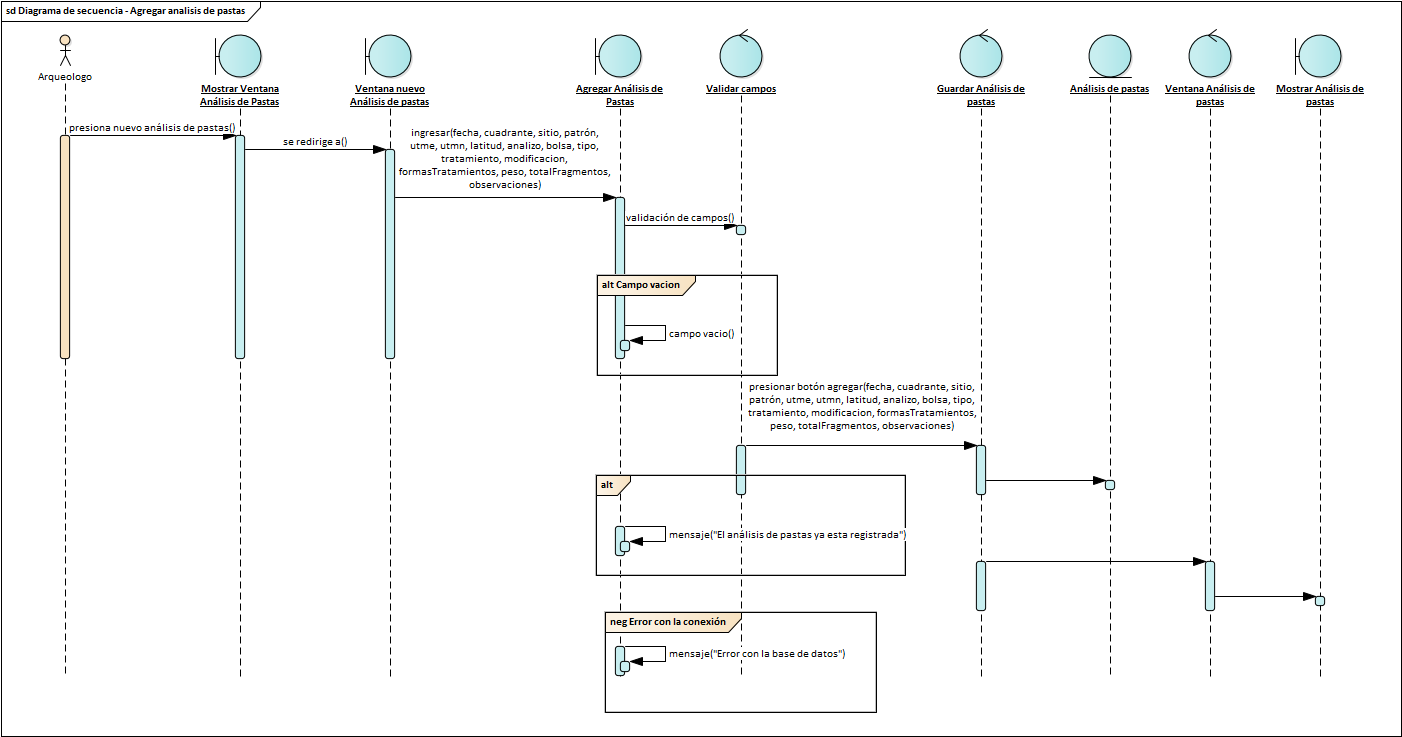 sd Diagrama de secuencia - Agregar analisis de pastas
Arqueologo
Mostrar Ventana
Análisis de Pastas
Ventana nuevo
Análisis de pastas
Agregar Análisis de
Pastas
Validar campos
Guardar Análisis de
pastas
Análisis de pastas
Ventana Análisis de
pastas
Mostrar Análisis de
pastas
presiona nuevo análisis de pastas()
se redirige a()
ingresar(fecha, cuadrante, sitio, patrón,
utme, utmn, latitud, analizo, bolsa, tipo,
tratamiento, modificacion,
formasTratamientos, peso, totalFragmentos,
observaciones)
validación de campos()
alt Campo vacion
campo vacio()
presionar botón agregar(fecha, cuadrante, sitio,
patrón, utme, utmn, latitud, analizo, bolsa, tipo,
tratamiento, modificacion, formasTratamientos,
peso, totalFragmentos, observaciones)
alt
mensaje("El análisis de pastas ya esta registrada")
neg Error con la conexión
mensaje("Error con la base de datos")